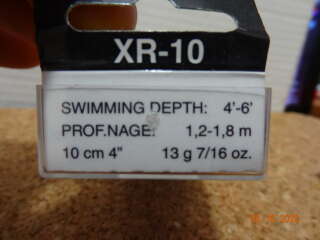 XR-10
SWIMMING DEPTH: 4'-6'
PROF.NAGE: 1,2-1,8 m
10 cm 4" 13 g 7/16 oz.